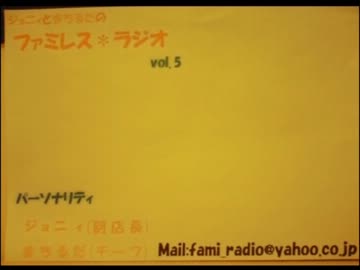 ジョニィとまちるだの
ファミレス＊ラジオ
vol.5
パーソナリティ
ジョニィ(副店長)
まちるだ(チーフ)
Mail:fami_radio@yahoo.co.jp